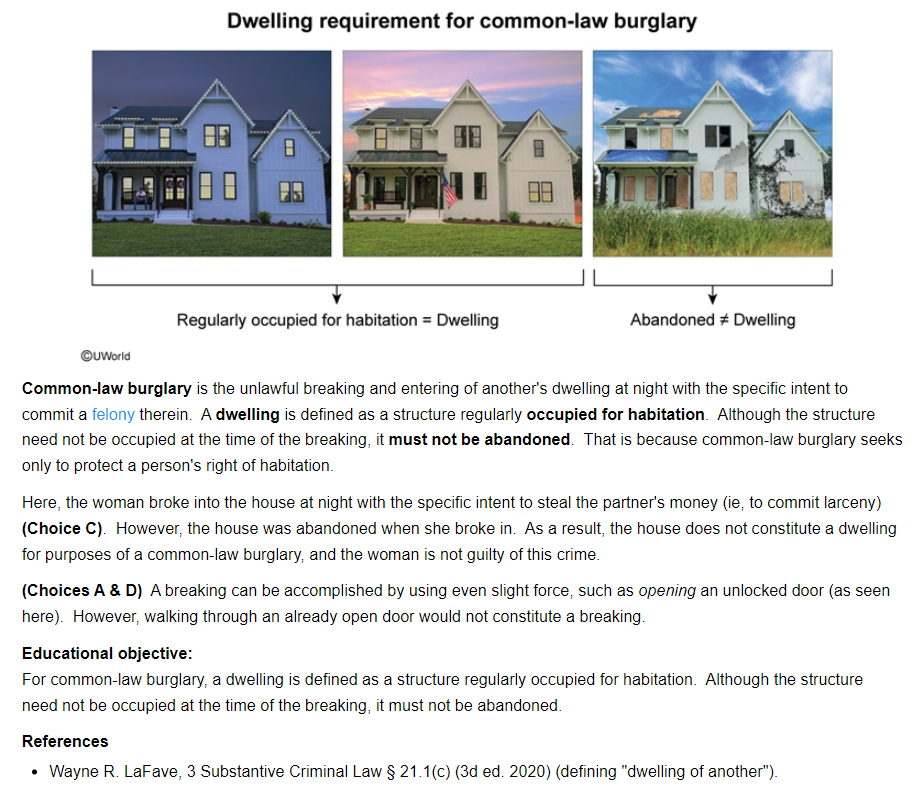 Dwelling requirement for common-law burglary
Regularly occupied for habitation = Dwelling
Abandoned ≠ Dwelling
©UWorld
Common-law burglary is the unlawful breaking and entering of another's dwelling at night with the specific intent to
commit a felony therein. A dwelling is defined as a structure regularly occupied for habitation. Although the structure
need not be occupied at the time of the breaking, it must not be abandoned. That is because common-law burglary seeks
only to protect a person's right of habitation.
Here, the woman broke into the house at night with the specific intent to steal the partner's money (ie, to commit larceny)
(Choice C). However, the house was abandoned when she broke in. As a result, the house does not constitute a dwelling
for purposes of a common-law burglary, and the woman is not guilty of this crime.
(Choices A & D) A breaking can be accomplished by using even slight force, such as opening an unlocked door (as seen
here). However, walking through an already open door would not constitute a breaking.
Educational objective:
For common-law burglary, a dwelling is defined as a structure regularly occupied for habitation. Although the structure
need not be occupied at the time of the breaking, it must not be abandoned.
References
• Wayne R. LaFave, 3 Substantive Criminal Law § 21.1(c) (3d ed. 2020) (defining "dwelling of another").